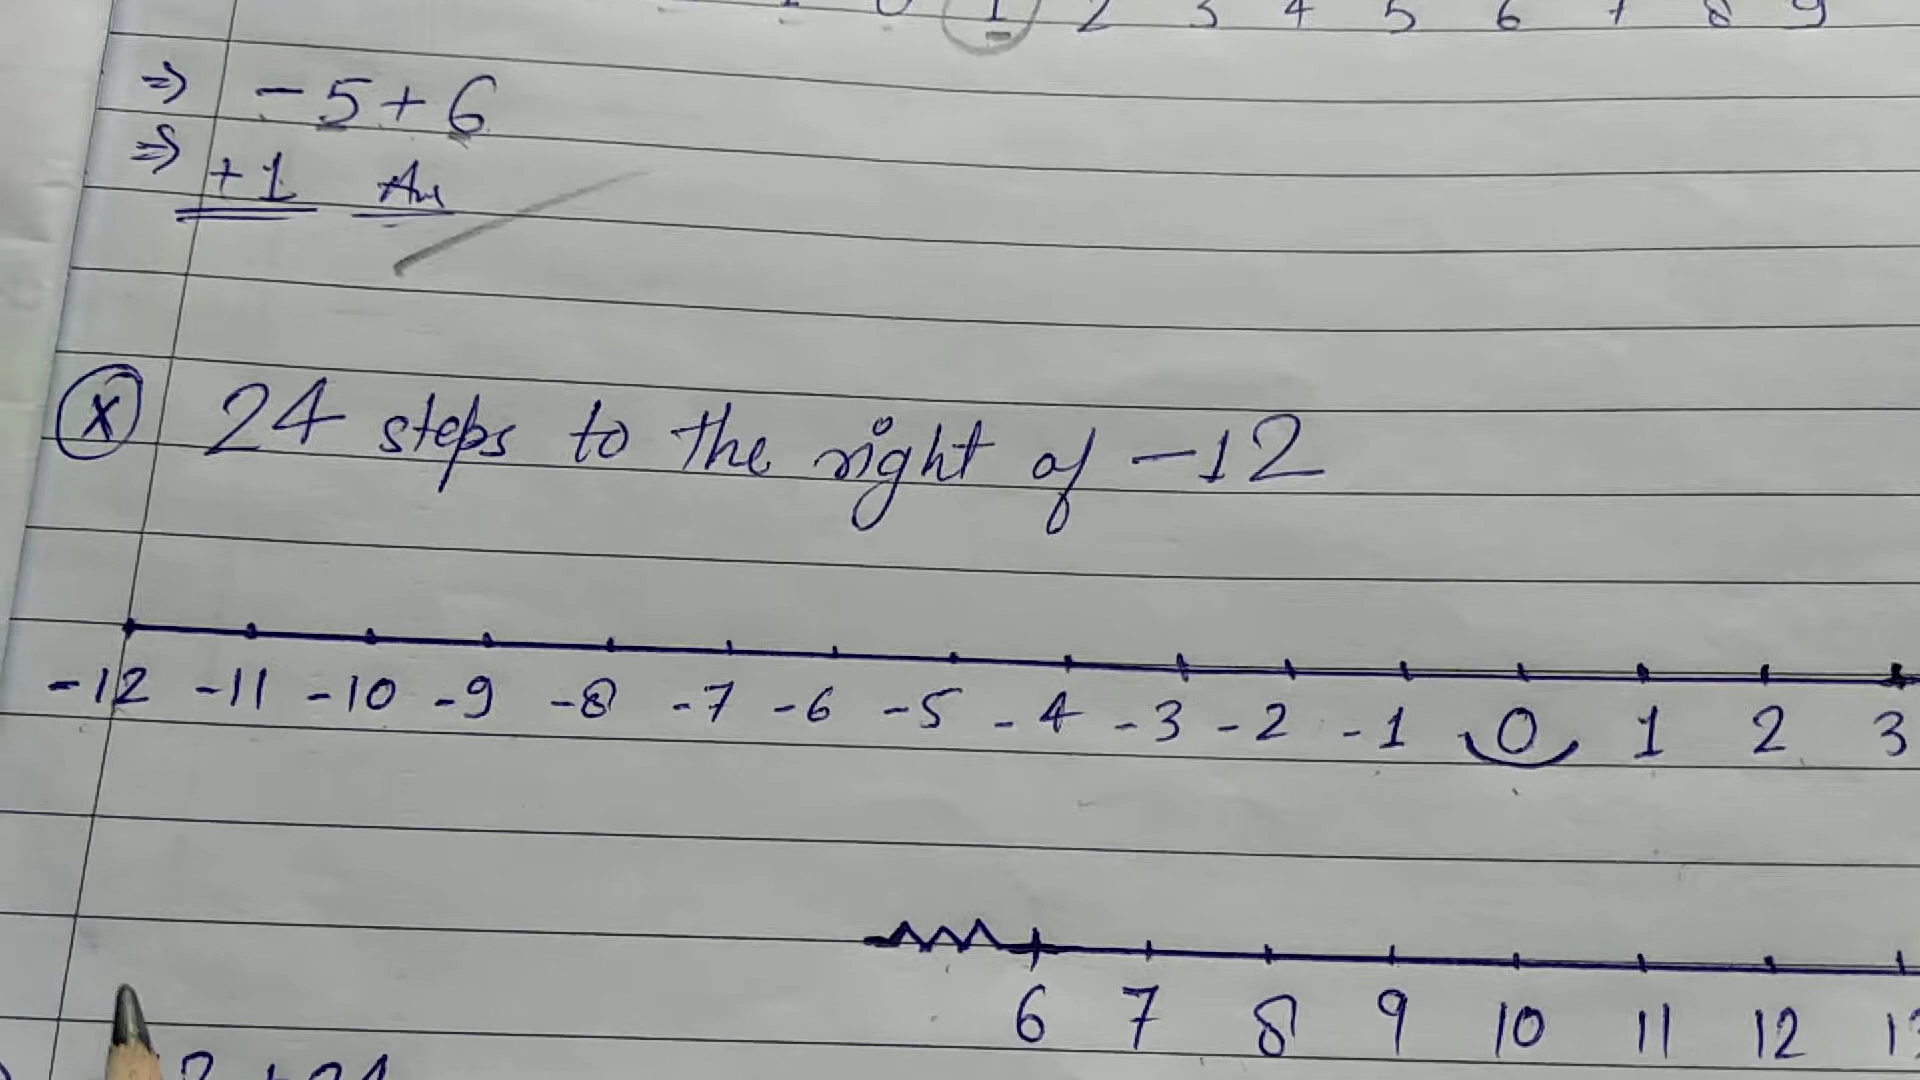 0 1 2 3 4 5 6 7 8 9
⇒ -5+6
⇒ +1 Ans
(x) 24 steps to the right of -12
-12 -11 -10 -9 -8 -7 -6 -5 -4 -3 -2 -1 0 1 2 3
6 7 8 9 10 11 12